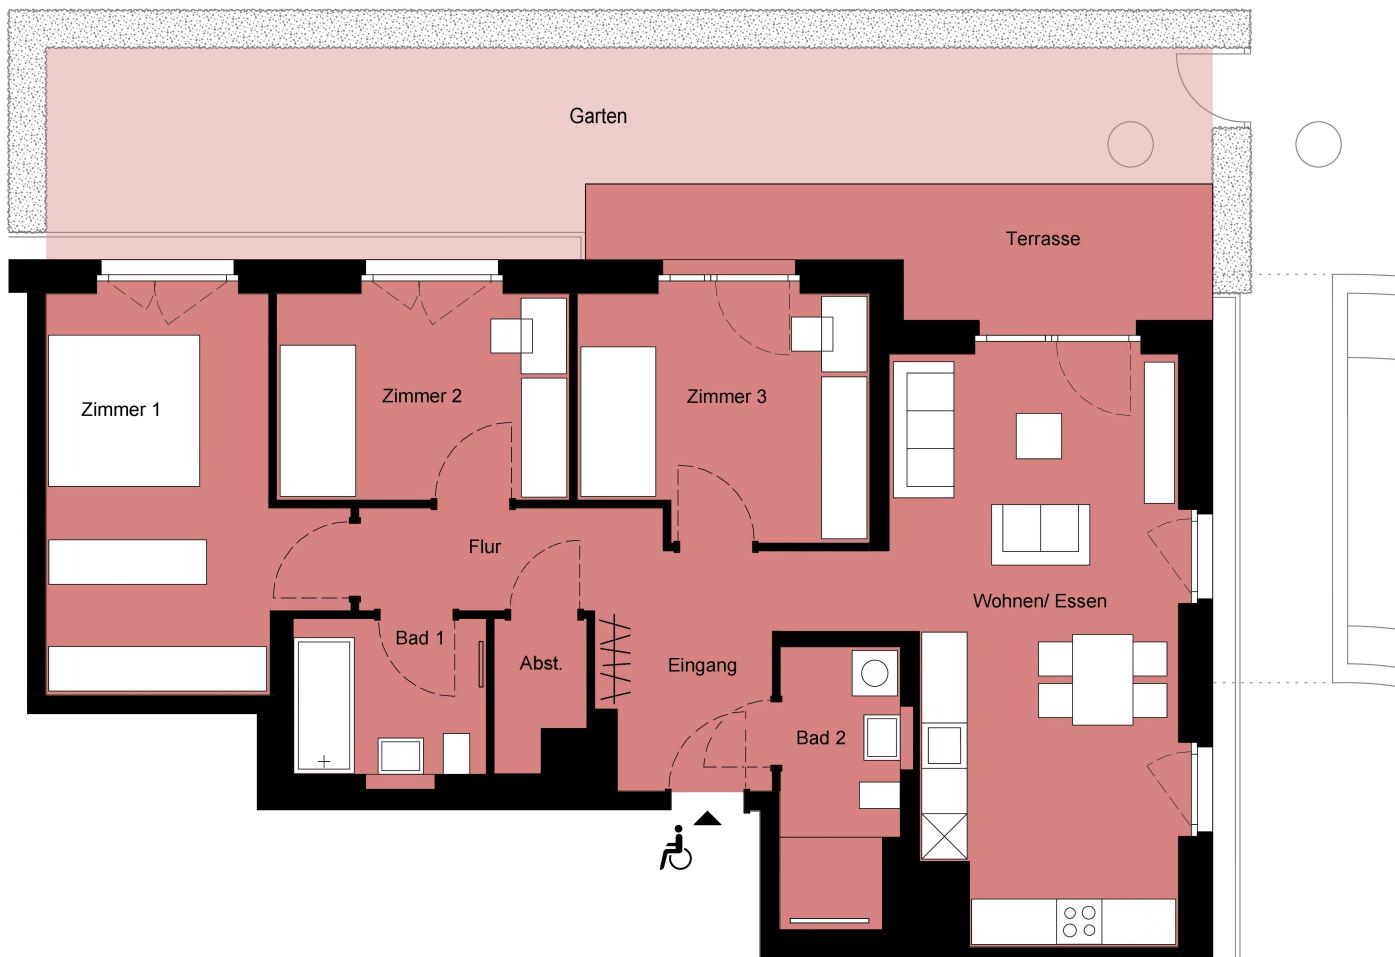 Garten
Terrasse
Zimmer 1
Zimmer 2
Zimmer 3
Flur
Wohnen/ Essen
Bad 1
Abst.
Eingang
Bad 2